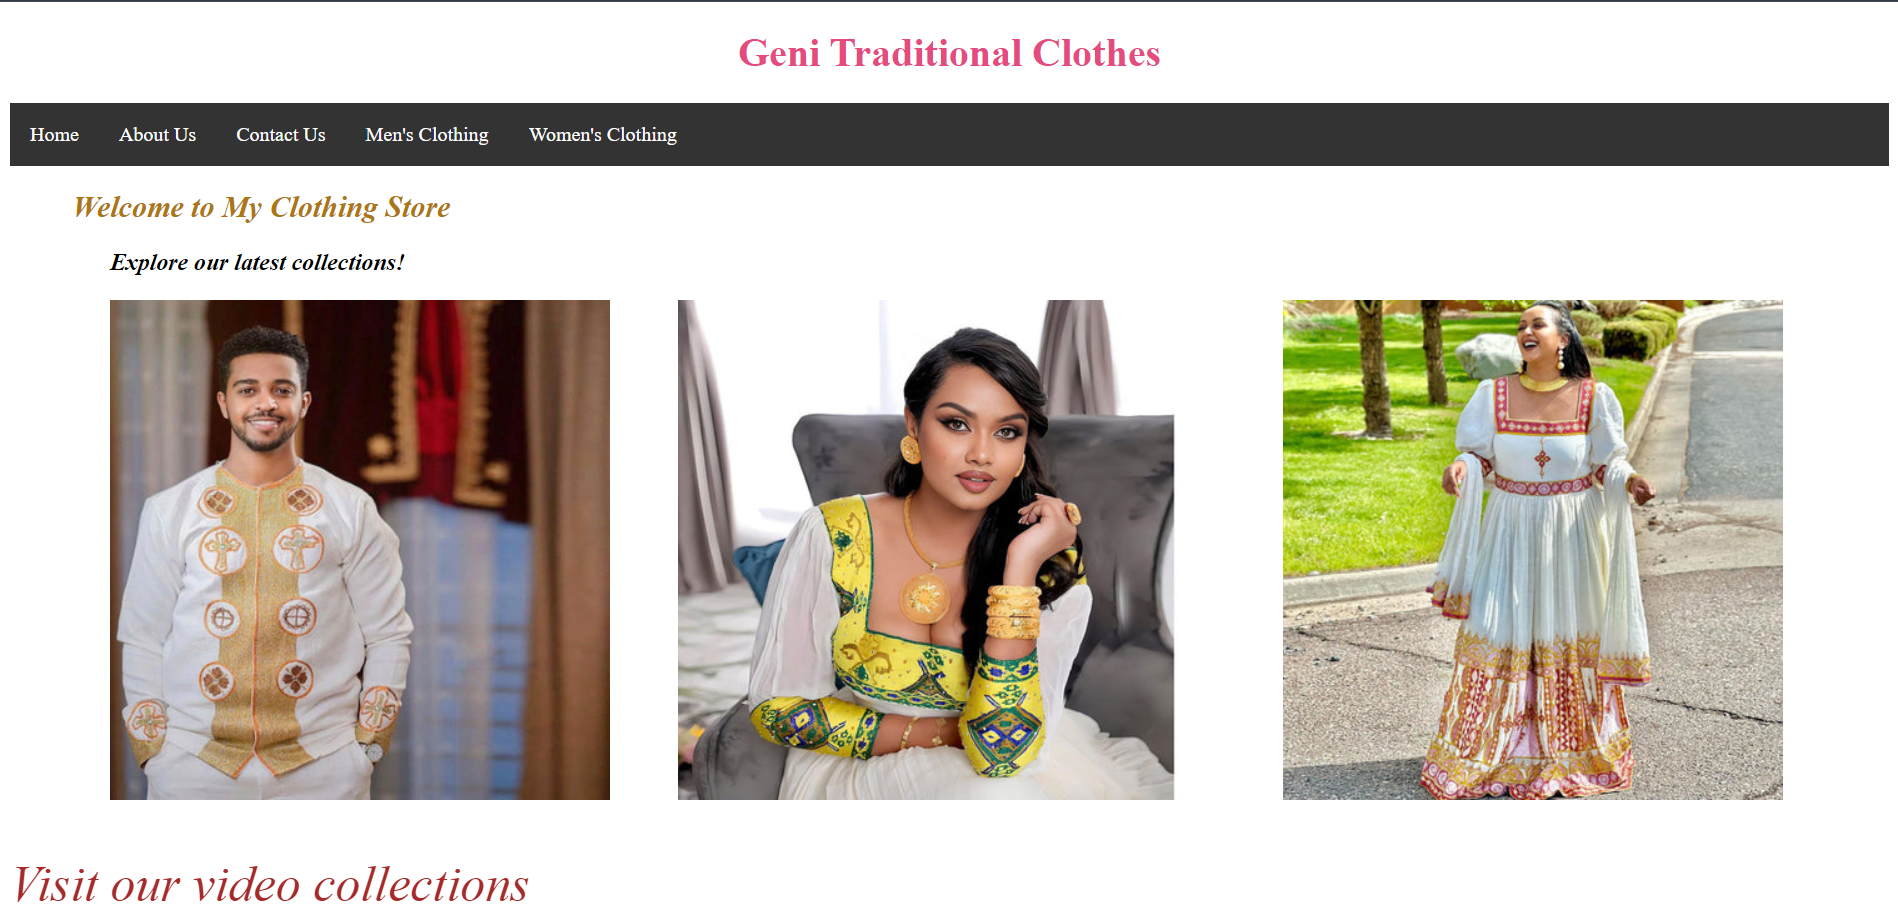 Geni Traditional Clothes
Home About Us Contact Us Men's Clothing Women's Clothing
Welcome to My Clothing Store
Explore our latest collections!
Visit our video collections